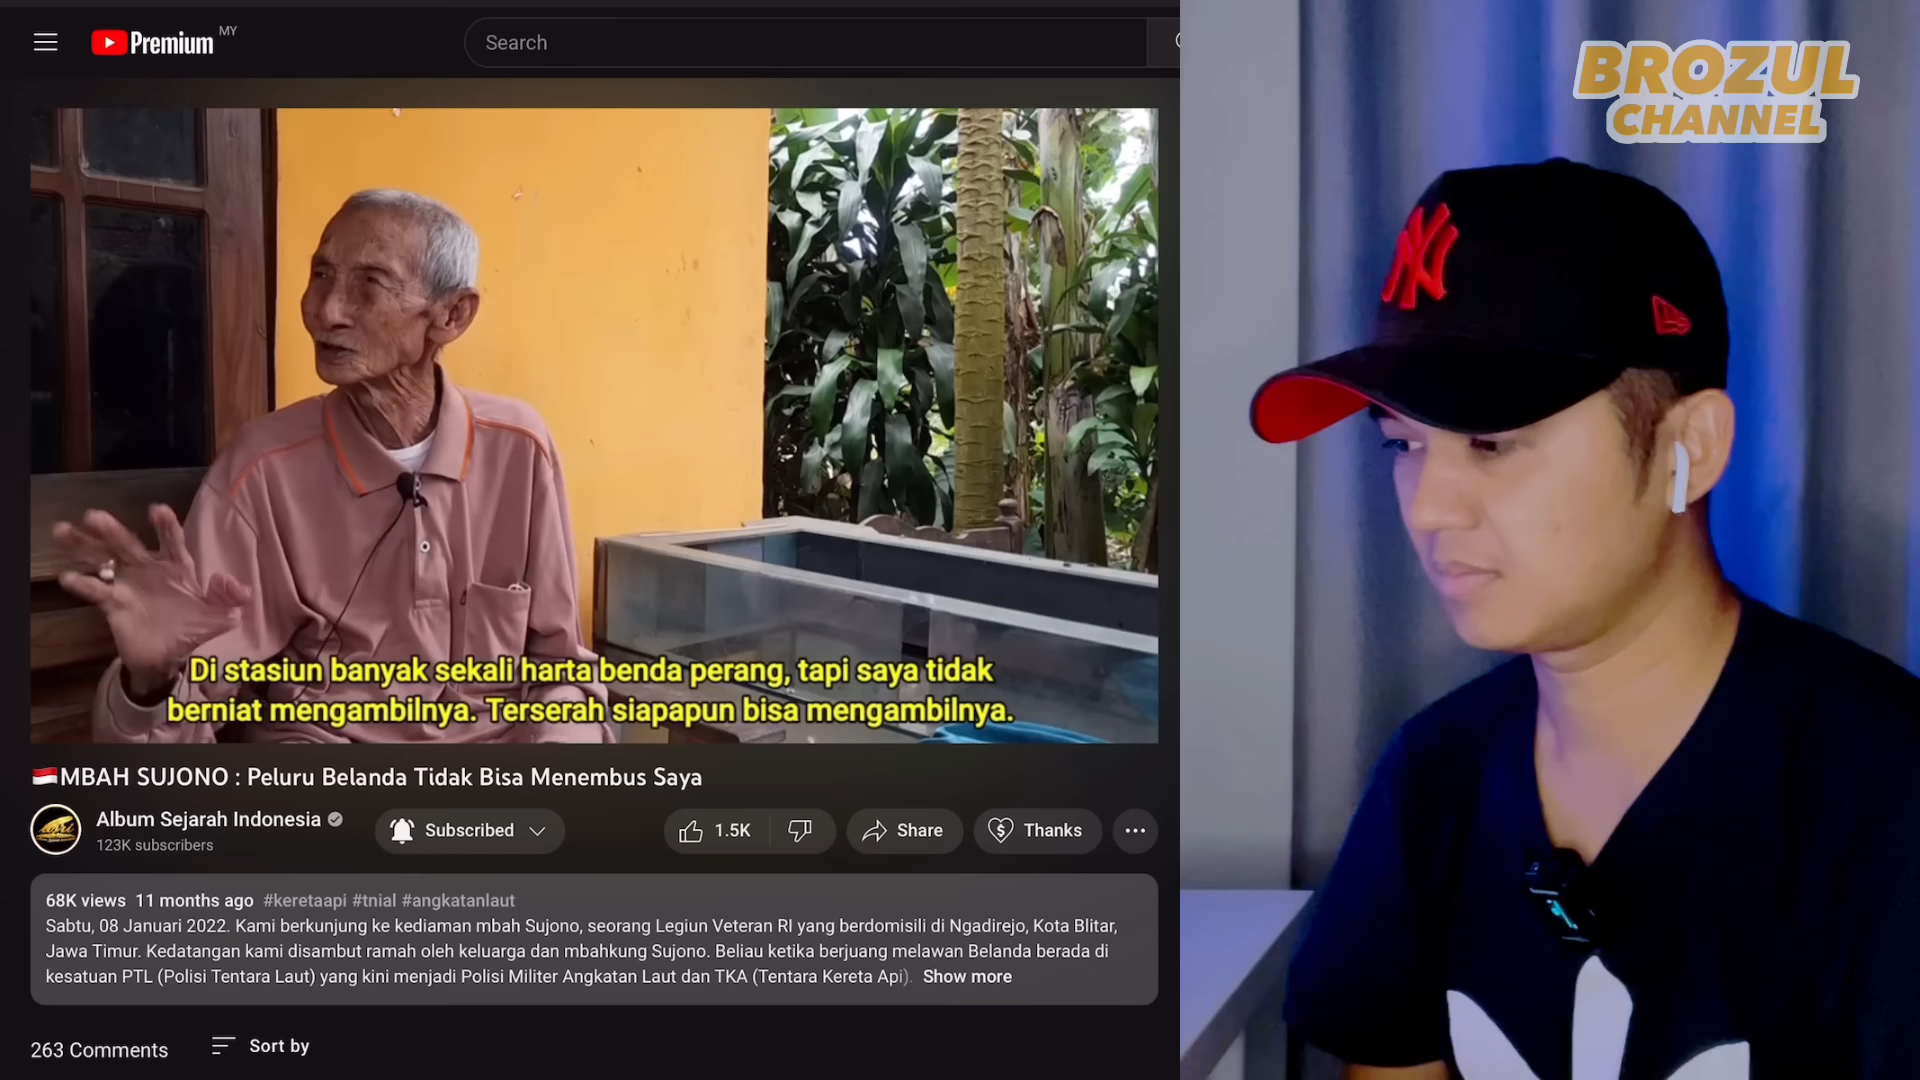 Premium MY
Search
BROZUL
CHANNEL
NY
Di stasiun banyak sekali harta benda perang, tapi saya tidak
berniat mengambilnya. Terserah siapapun bisa mengambilnya.
MBAH SUJONO : Peluru Belanda Tidak Bisa Menembus Saya
Album Sejarah Indonesia
123K subscribers
Subscribed
1.5K
Share
Thanks
68K views 11 months ago #keretaapi #tnial #angkatanlaut
Sabtu, 08 Januari 2022. Kami berkunjung ke kediaman mbah Sujono, seorang Legiun Veteran RI yang berdomisili di Ngadirejo, Kota Blitar,
Jawa Timur. Kedatangan kami disambut ramah oleh keluarga dan mbahkung Sujono. Beliau ketika berjuang melawan Belanda berada di
kesatuan PTL (Polisi Tentara Laut) yang kini menjadi Polisi Militer Angkatan Laut dan TKA (Tentara Kereta Api). Show more
263 Comments
Sort by